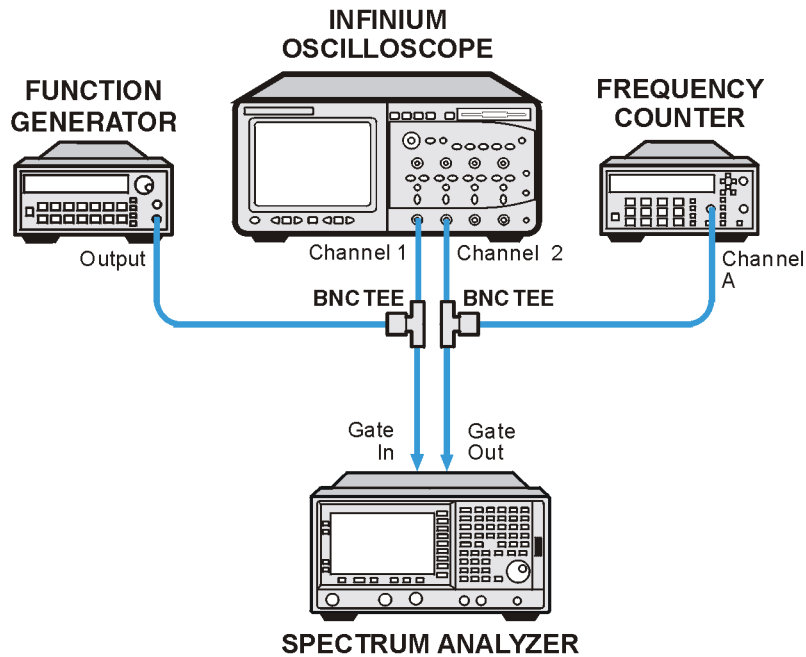 INFINIUM
OSCILLOSCOPE
FUNCTION
GENERATOR
FREQUENCY
COUNTER
Output
Channel 1
Channel 2
Channel
A
BNC TEE
BNC TEE
Gate
In
Gate
Out
SPECTRUM ANALYZER